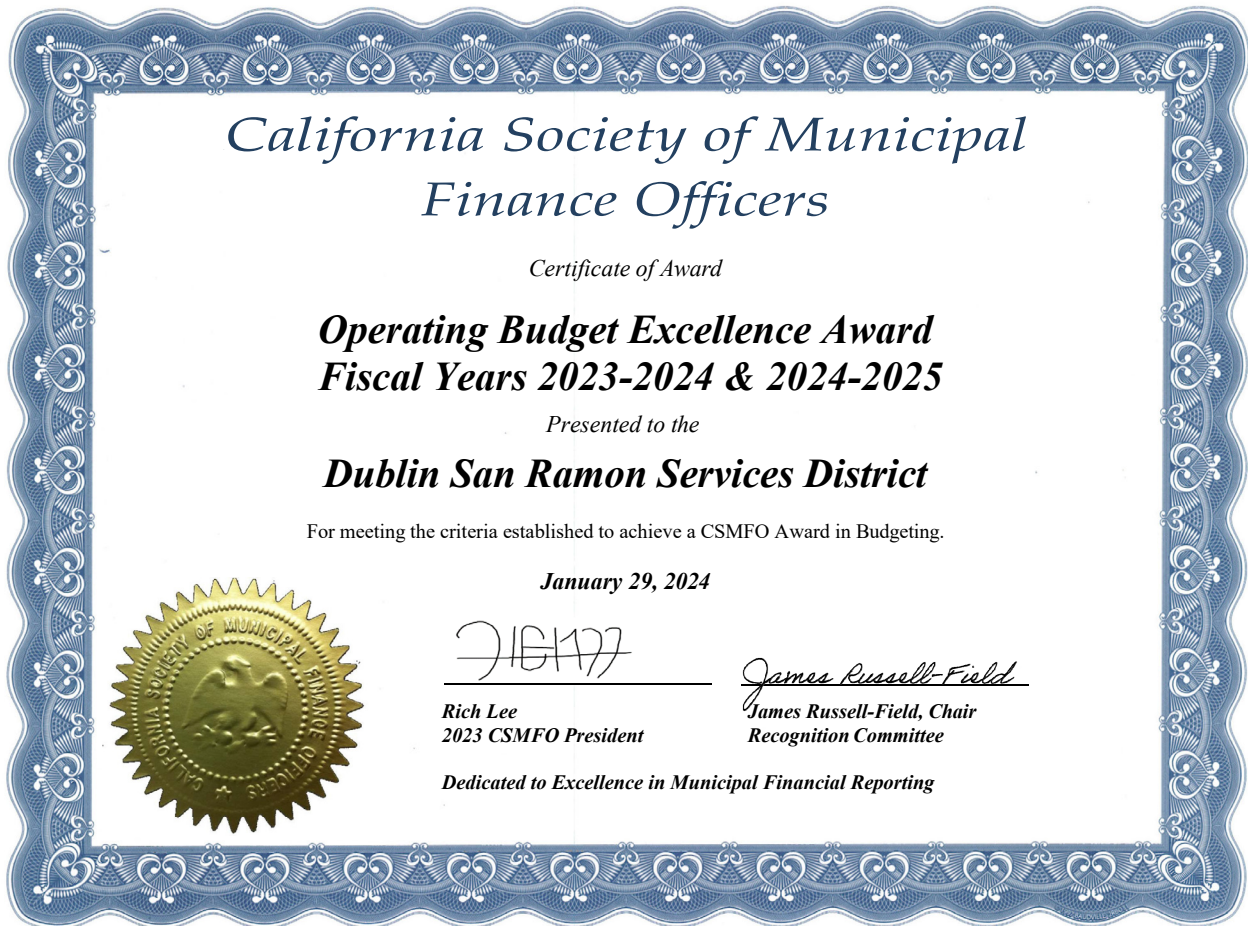 California Society of Municipal
Finance Officers
Certificate of Award
Operating Budget Excellence Award
Fiscal Years 2023-2024 & 2024-2025
Presented to the
Dublin San Ramon Services District
For meeting the criteria established to achieve a CSMFO Award in Budgeting.
January 29, 2024
James Russell-Field
Rich Lee
2023 CSMFO President
James Russell-Field, Chair
Recognition Committee
Dedicated to Excellence in Municipal Financial Reporting
CALIFORNIA SOCIETY OF MUNICIPAL FINANCE OFFICERS